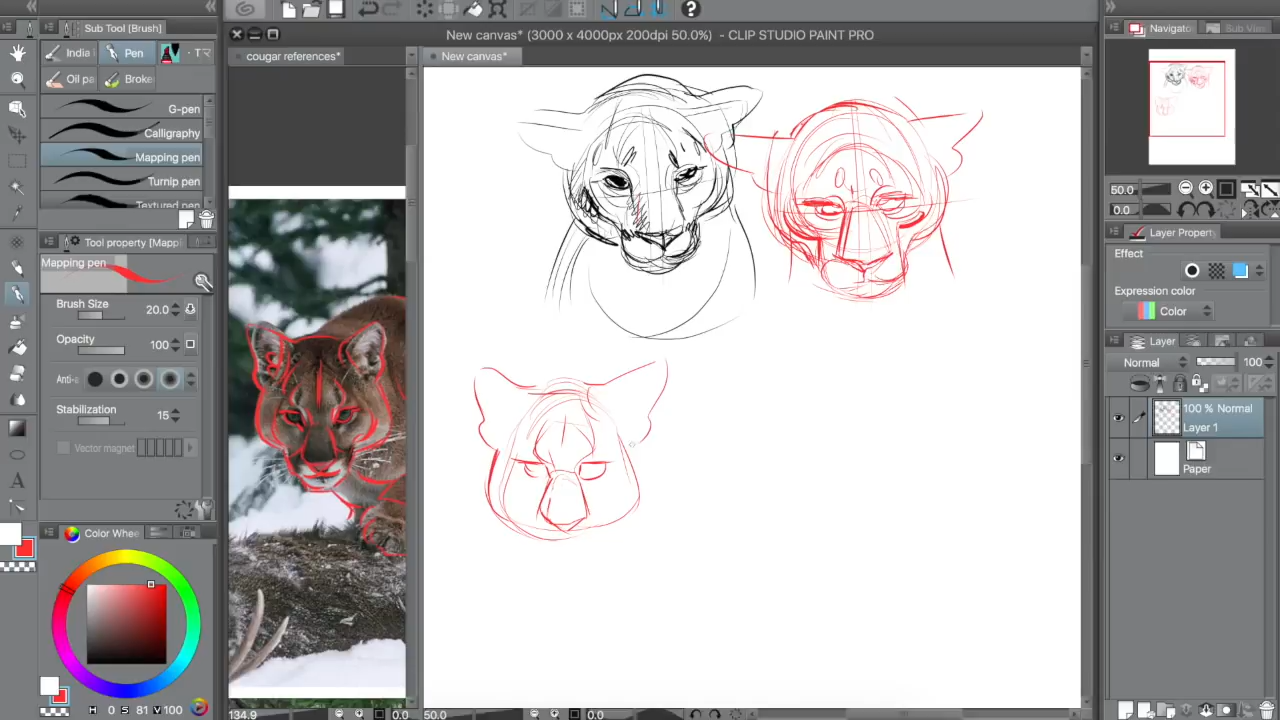 New canvas* (3000 x 4000px 200dpi 50.0%) - CLIP STUDIO PAINT PRO
Sub Tool [Brush]
India
Pen
Oil pa
Broke
G-pen
Calligraphy
Mapping pen
Turnip pen
Textured pen
Tool property [Mappi
Mapping pen
Brush Size 20.0
Opacity 100
Anti-a
Stabilization 15
Vector magnet
Color Whee
H 0 S 81 V 100
cougar references*
New canvas*
134.9
0.0
50.0
0.0
Navigato
Sub View
50.0
0.0
Layer Property
Effect
Expression color
Color
Layer
Normal 100
100 % Normal
Layer 1
Paper